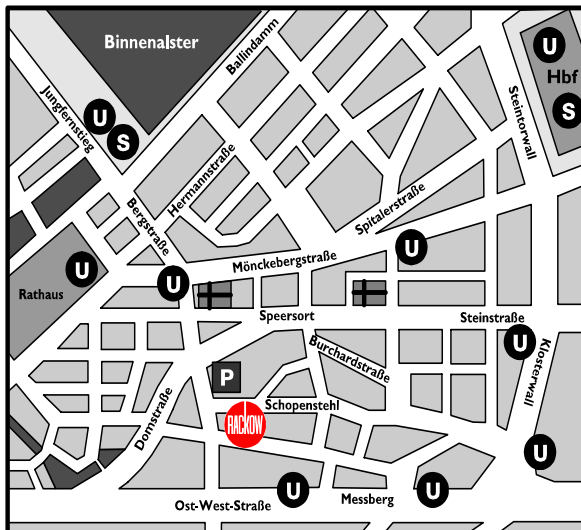 Binnenalster
Ballindamm
U
Hbf
S
Jungfernstieg
U
S
Steintorwall
Hermannstraße
Bergstraße
Spitalerstraße
U
Mönckebergstraße
U
Rathaus
U
Speersort
Steinstraße
U
Burchardstraße
Klosterwall
P
Schopenstehl
Domstraße
RACKOW
U
U
U
Messberg
Ost-West-Straße